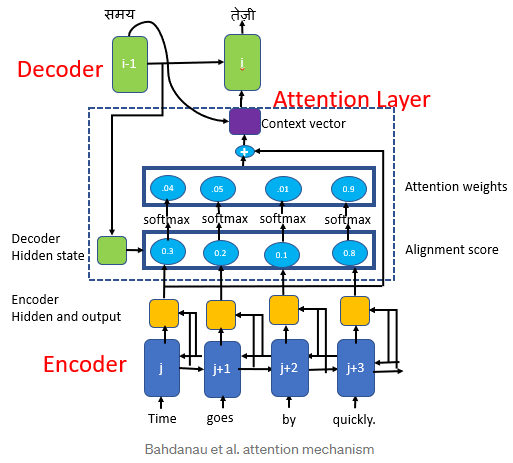 समय
तेज़ी
i-1
i
Decoder
Attention Layer
Context vector
+
.04
.05
.01
0.9
Attention weights
softmax
softmax
softmax
softmax
Decoder
Hidden state
0.3
0.2
0.1
0.8
Alignment score
Encoder
Hidden and output
Encoder
j
j+1
j+2
j+3
Time
goes
by
quickly.
Bahdanau et al. attention mechanism